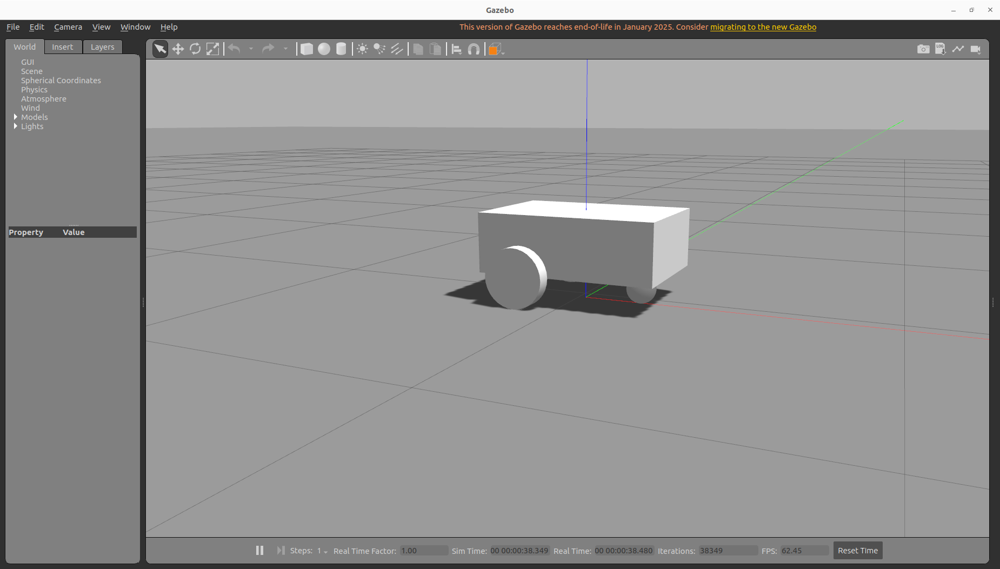 Gazebo
File Edit Camera View Window Help
This version of Gazebo reaches end-of-life in January 2025. Consider migrating to the new Gazebo
World Insert Layers
LOG
GUI
Scene
Spherical Coordinates
Physics
Atmosphere
Wind
Models
Lights
Property Value
Steps: 1 Real Time Factor: 1.00 Sim Time: 00 00:00:38.349 Real Time: 00 00:00:38.480 Iterations: 38349 FPS: 62.45 Reset Time